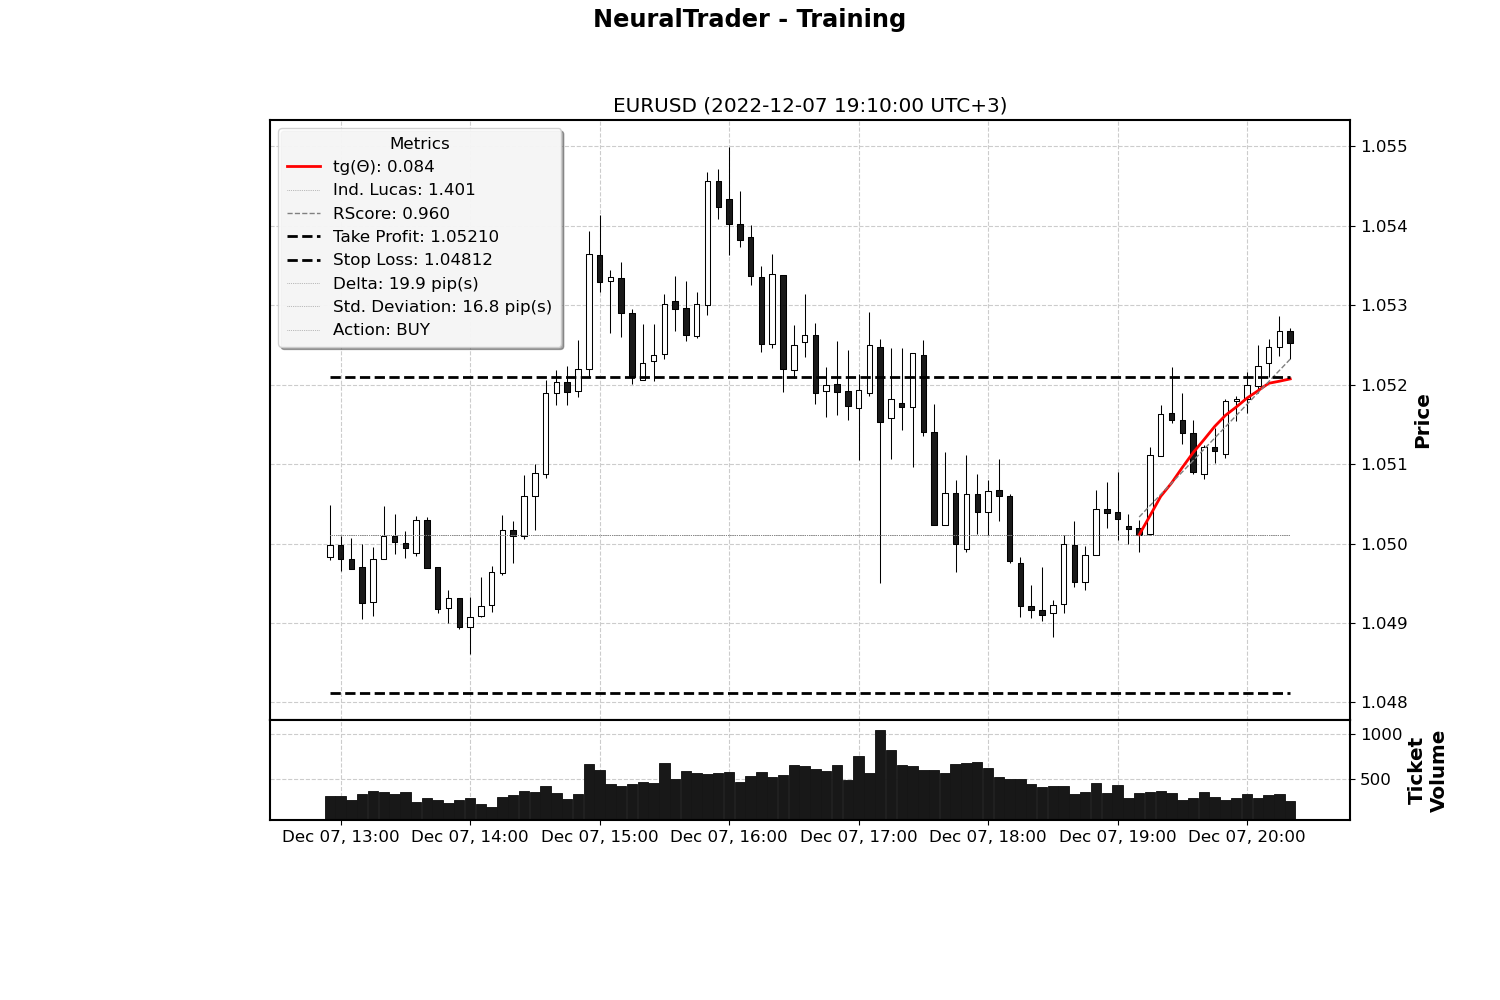 NeuralTrader - Training
EURUSD (2022-12-07 19:10:00 UTC+3)
Metrics
tg(Θ): 0.084
Ind. Lucas: 1.401
RScore: 0.960
Take Profit: 1.05210
Stop Loss: 1.04812
Delta: 19.9 pip(s)
Std. Deviation: 16.8 pip(s)
Action: BUY
1.055
1.054
1.053
1.052
1.051
1.050
1.049
1.048
Price
1000
500
Ticket
Volume
Dec 07, 13:00
Dec 07, 14:00
Dec 07, 15:00
Dec 07, 16:00
Dec 07, 17:00
Dec 07, 18:00
Dec 07, 19:00
Dec 07, 20:00